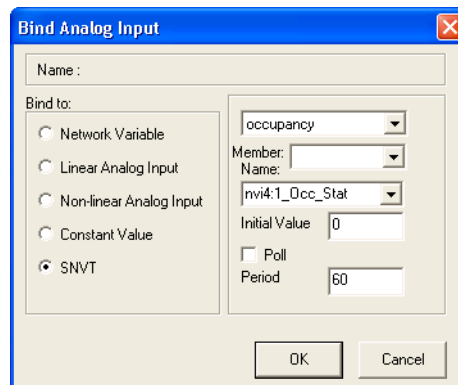 Bind Analog Input
Name :
Bind to:
Network Variable
Linear Analog Input
Non-linear Analog Input
Constant Value
SNVT
occupancy
Member:
Name:
nvi4:1_Occ_Stat
Initial Value 0
Poll
Period 60
OK Cancel